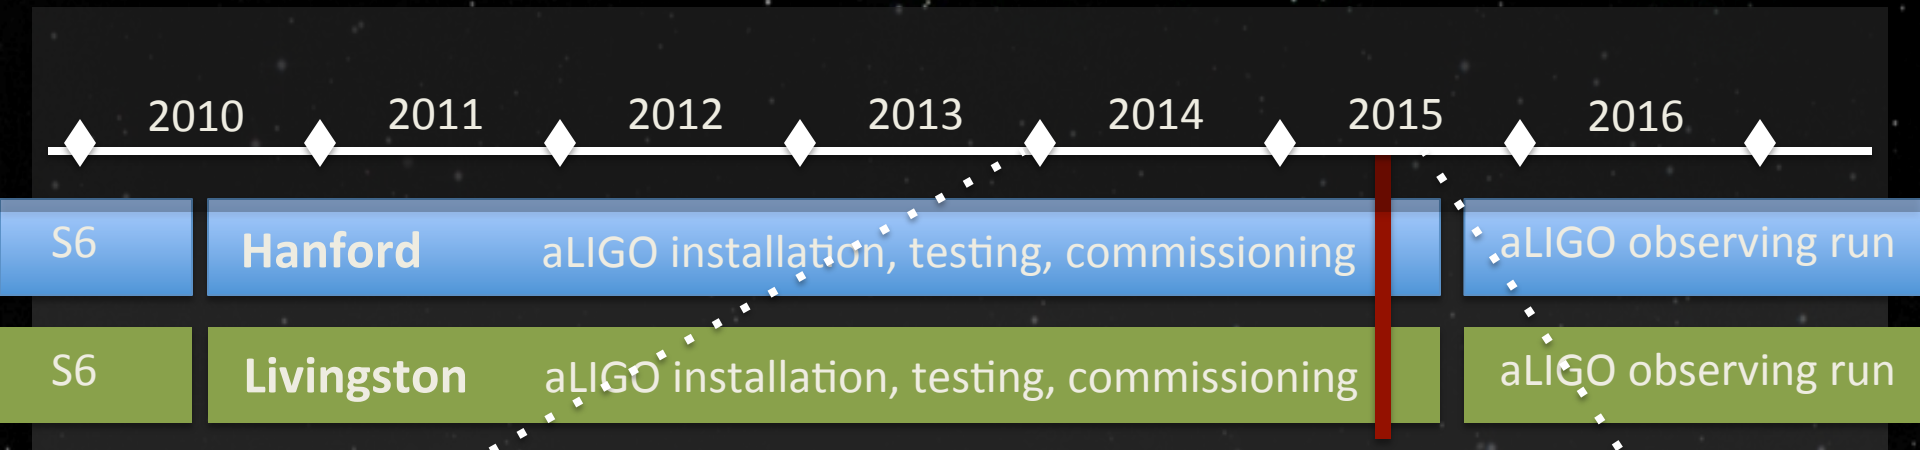 2010 2011 2012 2013 2014 2015 2016
S6 Hanford aLIGO installation, testing, commissioning aLIGO observing run
S6 Livingston aLIGO installation, testing, commissioning aLIGO observing run